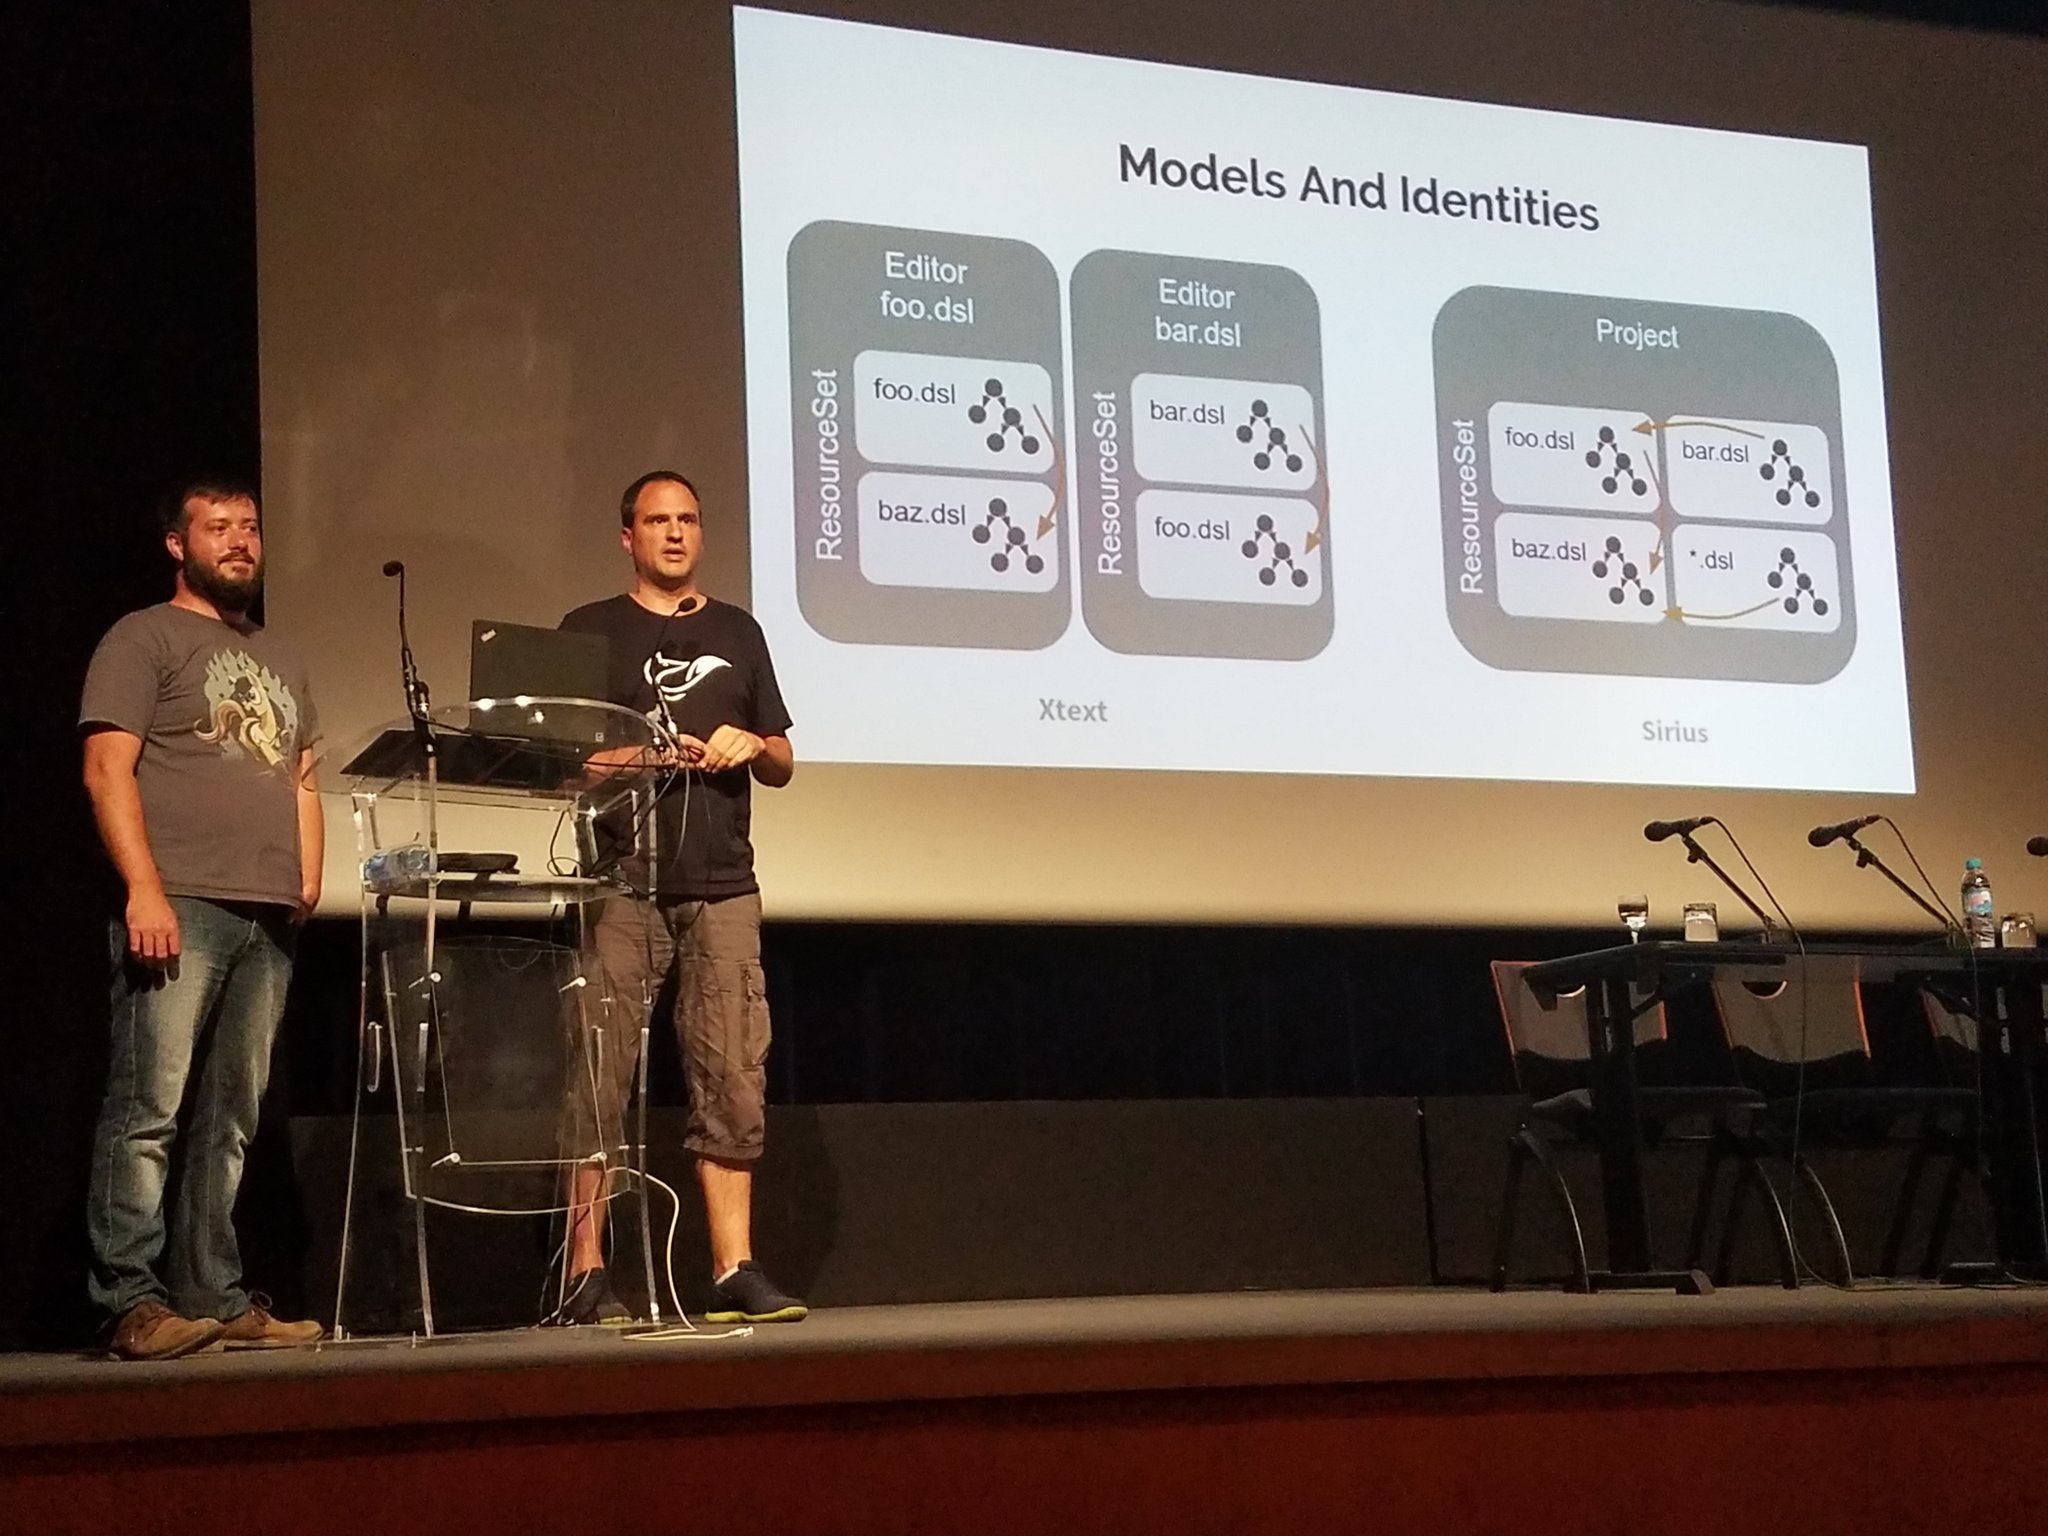 Models And Identities
Editor
foo.dsl
ResourceSet
foo.dsl
baz.dsl
Editor
bar.dsl
ResourceSet
bar.dsl
foo.dsl
Xtext
Project
ResourceSet
foo.dsl
bar.dsl
baz.dsl
*.dsl
Sirius